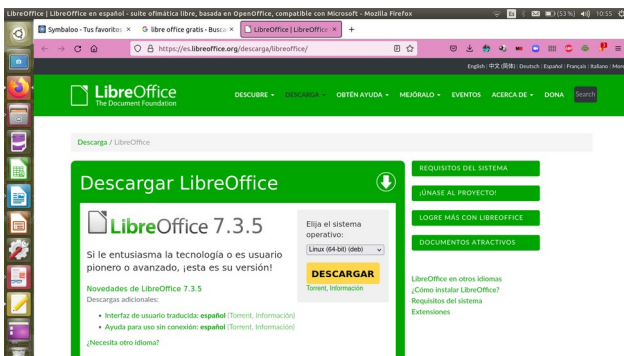 LibreOffice | LibreOffice en español - suite ofimática libre, basada en OpenOffice, compatible con Microsoft - Mozilla Firefox
Es
(53 %)
10:55
Symbaloo - Tus favoritos
libre office gratis - Busca
LibreOffice | LibreOffice
https://es.libreoffice.org/descarga/libreoffice/
English | 中文 (简体) | Deutsch | Español | Français | Italiano | More
LibreOffice
The Document Foundation
DESCUBRE
DESCARGA
OBTÉN AYUDA
MEJÓRALO
EVENTOS
ACERCA DE
DONA
Search
Descarga / LibreOffice
Descargar LibreOffice
LibreOffice 7.3.5
Si le entusiasma la tecnología o es usuario
pionero o avanzado, ¡esta es su versión!
Novedades de LibreOffice 7.3.5
Descargas adicionales:
Interfaz de usuario traducida: español (Torrent, Información)
Ayuda para uso sin conexión: español (Torrent, Información)
¿Necesita otro idioma?
Elija el sistema
operativo:
Linux (64-bit) (deb)
DESCARGAR
Torrent, Información
REQUISITOS DEL SISTEMA
¡ÚNASE AL PROYECTO!
LOGRE MÁS CON LIBREOFFICE
DOCUMENTOS ATRACTIVOS
LibreOffice en otros idiomas
¿Cómo instalar LibreOffice?
Requisitos del sistema
Extensiones